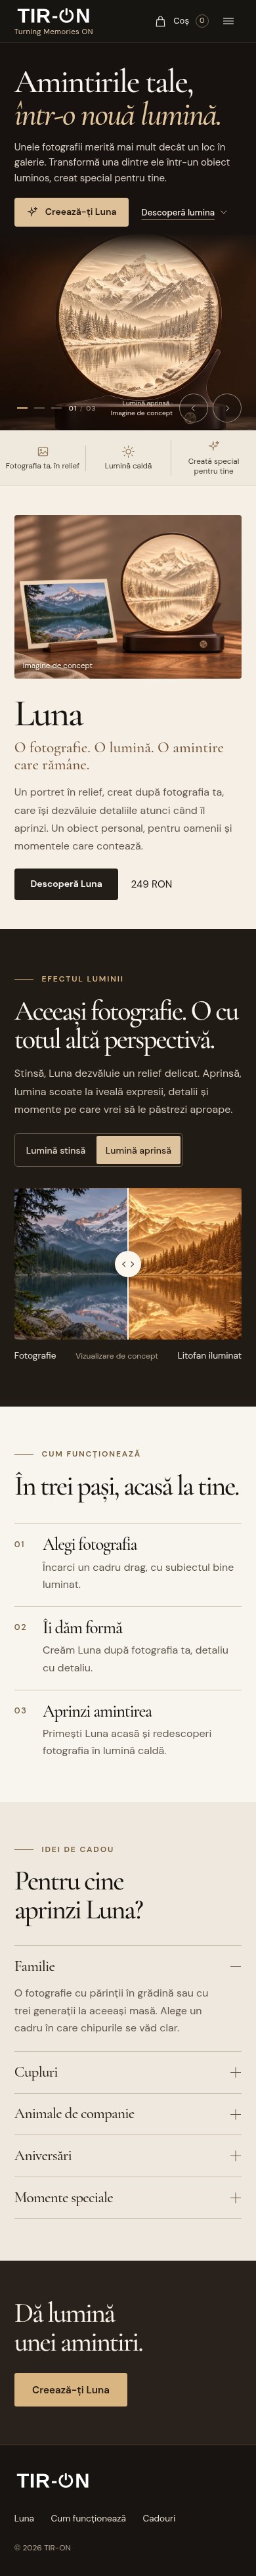 TIR-ON
Turning Memories ON
Coș 0
Amintirile tale,
într-o nouă lumină.
Unele fotografii merită mai mult decât un loc în
galerie. Transformă una dintre ele într-un obiect
luminos, creat special pentru tine.
Creează-ți Luna
Descoperă lumina
01 / 03
Lumină aprinsă ·
Imagine de concept
Fotografia ta, în relief
Lumină caldă
Creată special
pentru tine
Imagine de concept
Luna
O fotografie. O lumină. O amintire
care rămâne.
Un portret în relief, creat după fotografia ta,
care își dezvăluie detaliile atunci când îl
aprinzi. Un obiect personal, pentru oameni și
momentele care contează.
Descoperă Luna
249 RON
EFECTUL LUMINII
Aceeași fotografie. O cu
totul altă perspectivă.
Stinsă, Luna dezvăluie un relief delicat. Aprinsă,
lumina scoate la iveală expresii, detalii și
momente pe care vrei să le păstrezi aproape.
Lumină stinsă
Lumină aprinsă
Fotografie
Vizualizare de concept
Litofan iluminat
CUM FUNCȚIONEAZĂ
În trei pași, acasă la tine.
01
Alegi fotografia
Încarci un cadru drag, cu subiectul bine
luminat.
02
Îi dăm formă
Creăm Luna după fotografia ta, detaliu
cu detaliu.
03
Aprinzi amintirea
Primești Luna acasă și redescoperi
fotografia în lumină caldă.
IDEI DE CADOU
Pentru cine
aprinzi Luna?
Familie
O fotografie cu părinții în grădină sau cu
trei generații la aceeași masă. Alege un
cadru în care chipurile se văd clar.
Cupluri
Animale de companie
Aniversări
Momente speciale
Dă lumină
unei amintiri.
Creează-ți Luna
TIR-ON
Luna
Cum funcționează
Cadouri
© 2026 TIR-ON